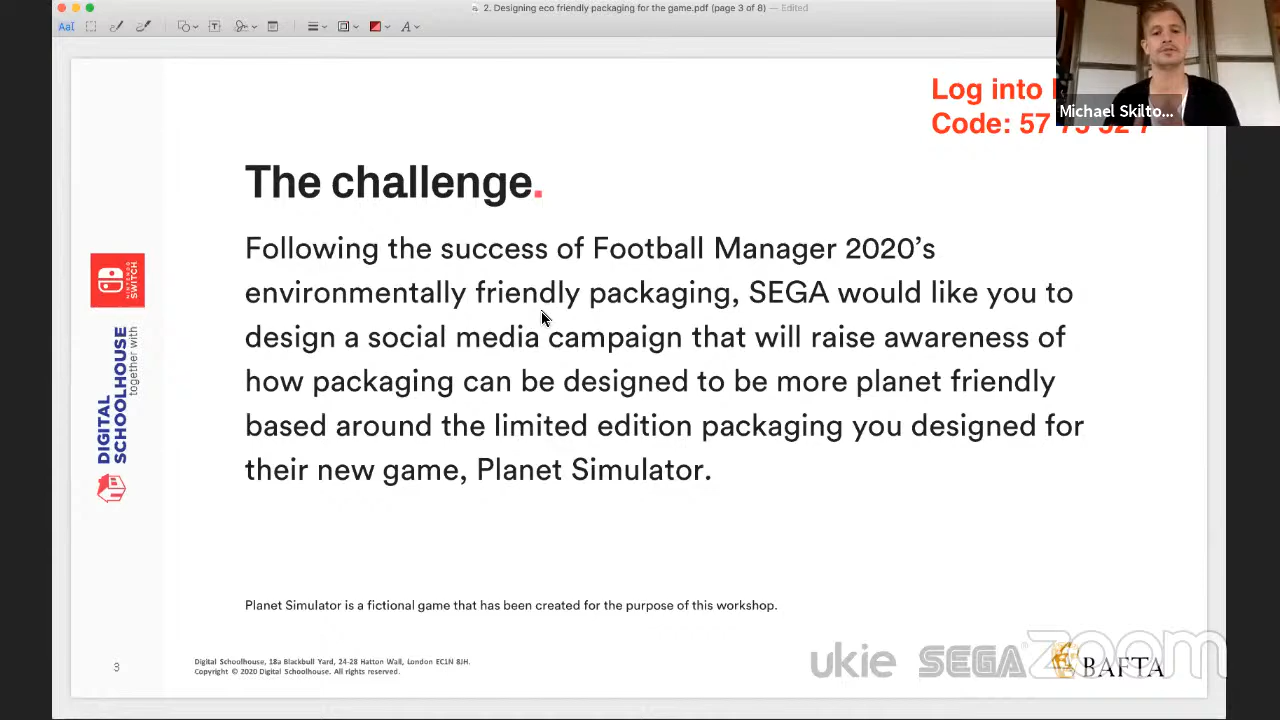 2. Designing eco friendly packaging for the game.pdf (page 3 of 8) — Edited
AaI
A
Log into
Code: 57
Michael Skilto...
The challenge.
Following the success of Football Manager 2020's
environmentally friendly packaging, SEGA would like you to
design a social media campaign that will raise awareness of
how packaging can be designed to be more planet friendly
based around the limited edition packaging you designed for
their new game, Planet Simulator.
NINTENDO
SWITCH
DIGITAL
SCHOOLHOUSE
together with
Planet Simulator is a fictional game that has been created for the purpose of this workshop.
3
Digital Schoolhouse, 18a Blackbull Yard, 24-28 Hatton Wall, London EC1N 8JH.
Copyright © 2020 Digital Schoolhouse. All rights reserved.
ukie
SEGA
BAFTA
zoom